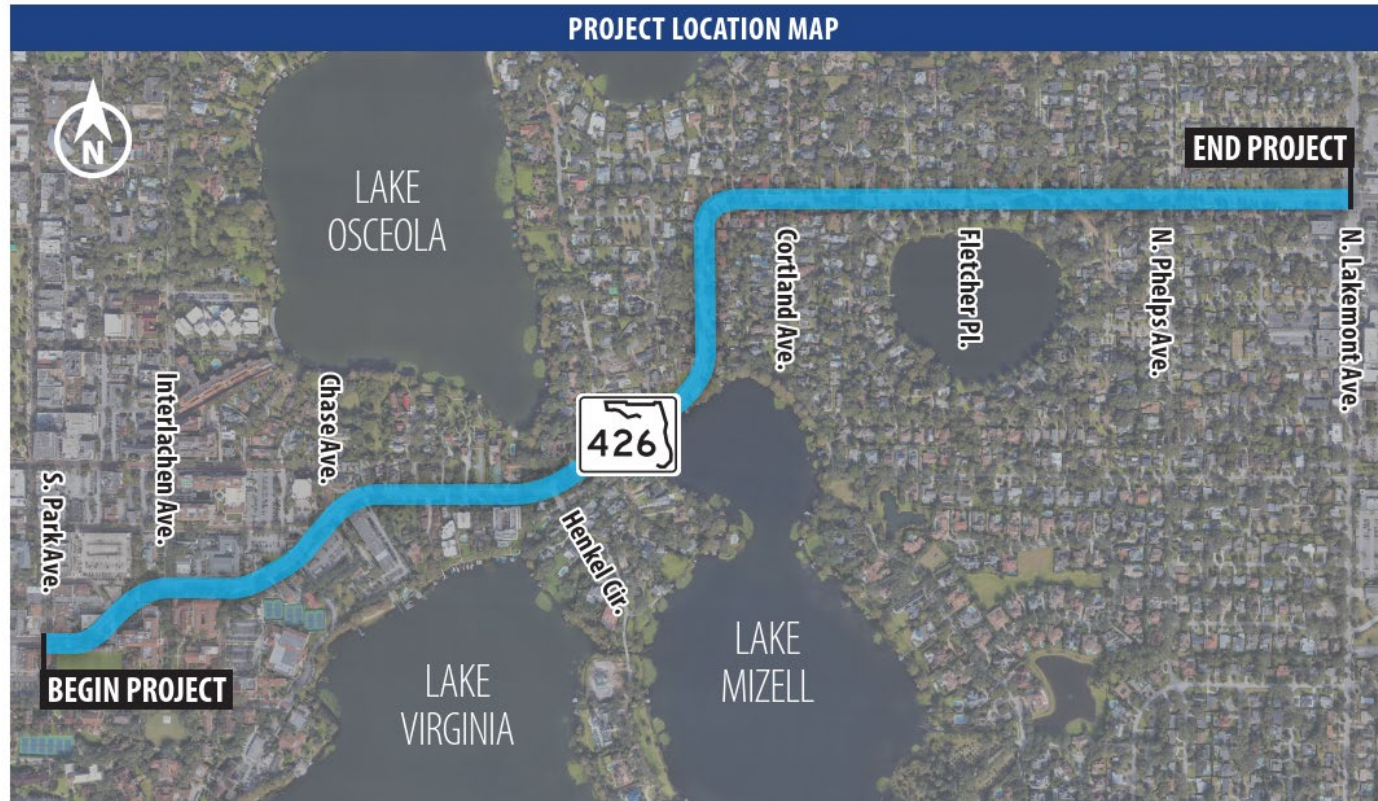 PROJECT LOCATION MAP
N
END PROJECT
LAKE
OSCEOLA
Cortland Ave.
Fletcher Pl.
N. Phelps Ave.
N. Lakemont Ave.
Interlachen Ave.
Chase Ave.
426
S. Park Ave.
Henkel Cir.
BEGIN PROJECT
LAKE
VIRGINIA
LAKE
MIZELL